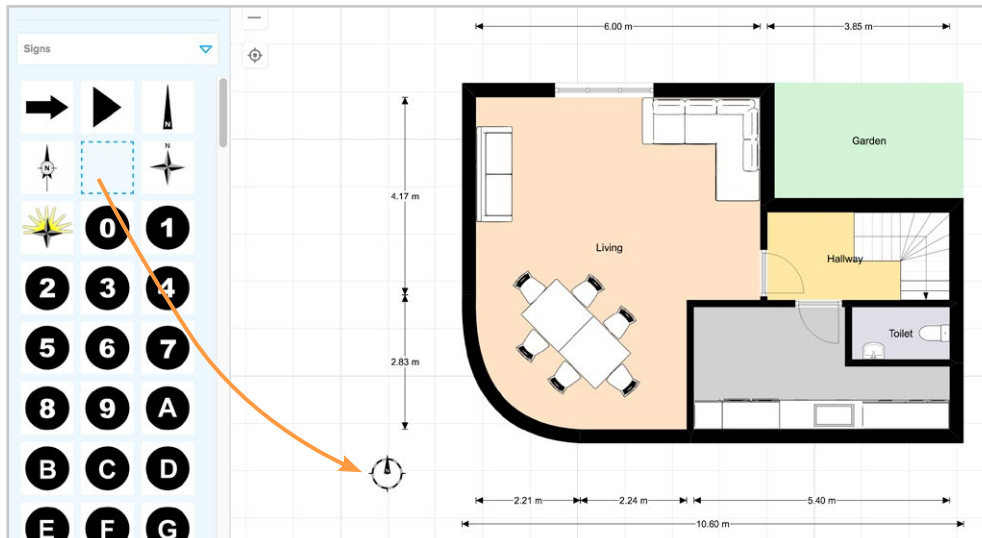 Signs
N
N
N
0
1
2
3
4
5
6
7
8
9
A
B
C
D
E
F
G
6.00 m
3.85 m
4.17 m
2.83 m
Garden
Living
Hallway
Toilet
2.21 m
2.24 m
5.40 m
10.60 m